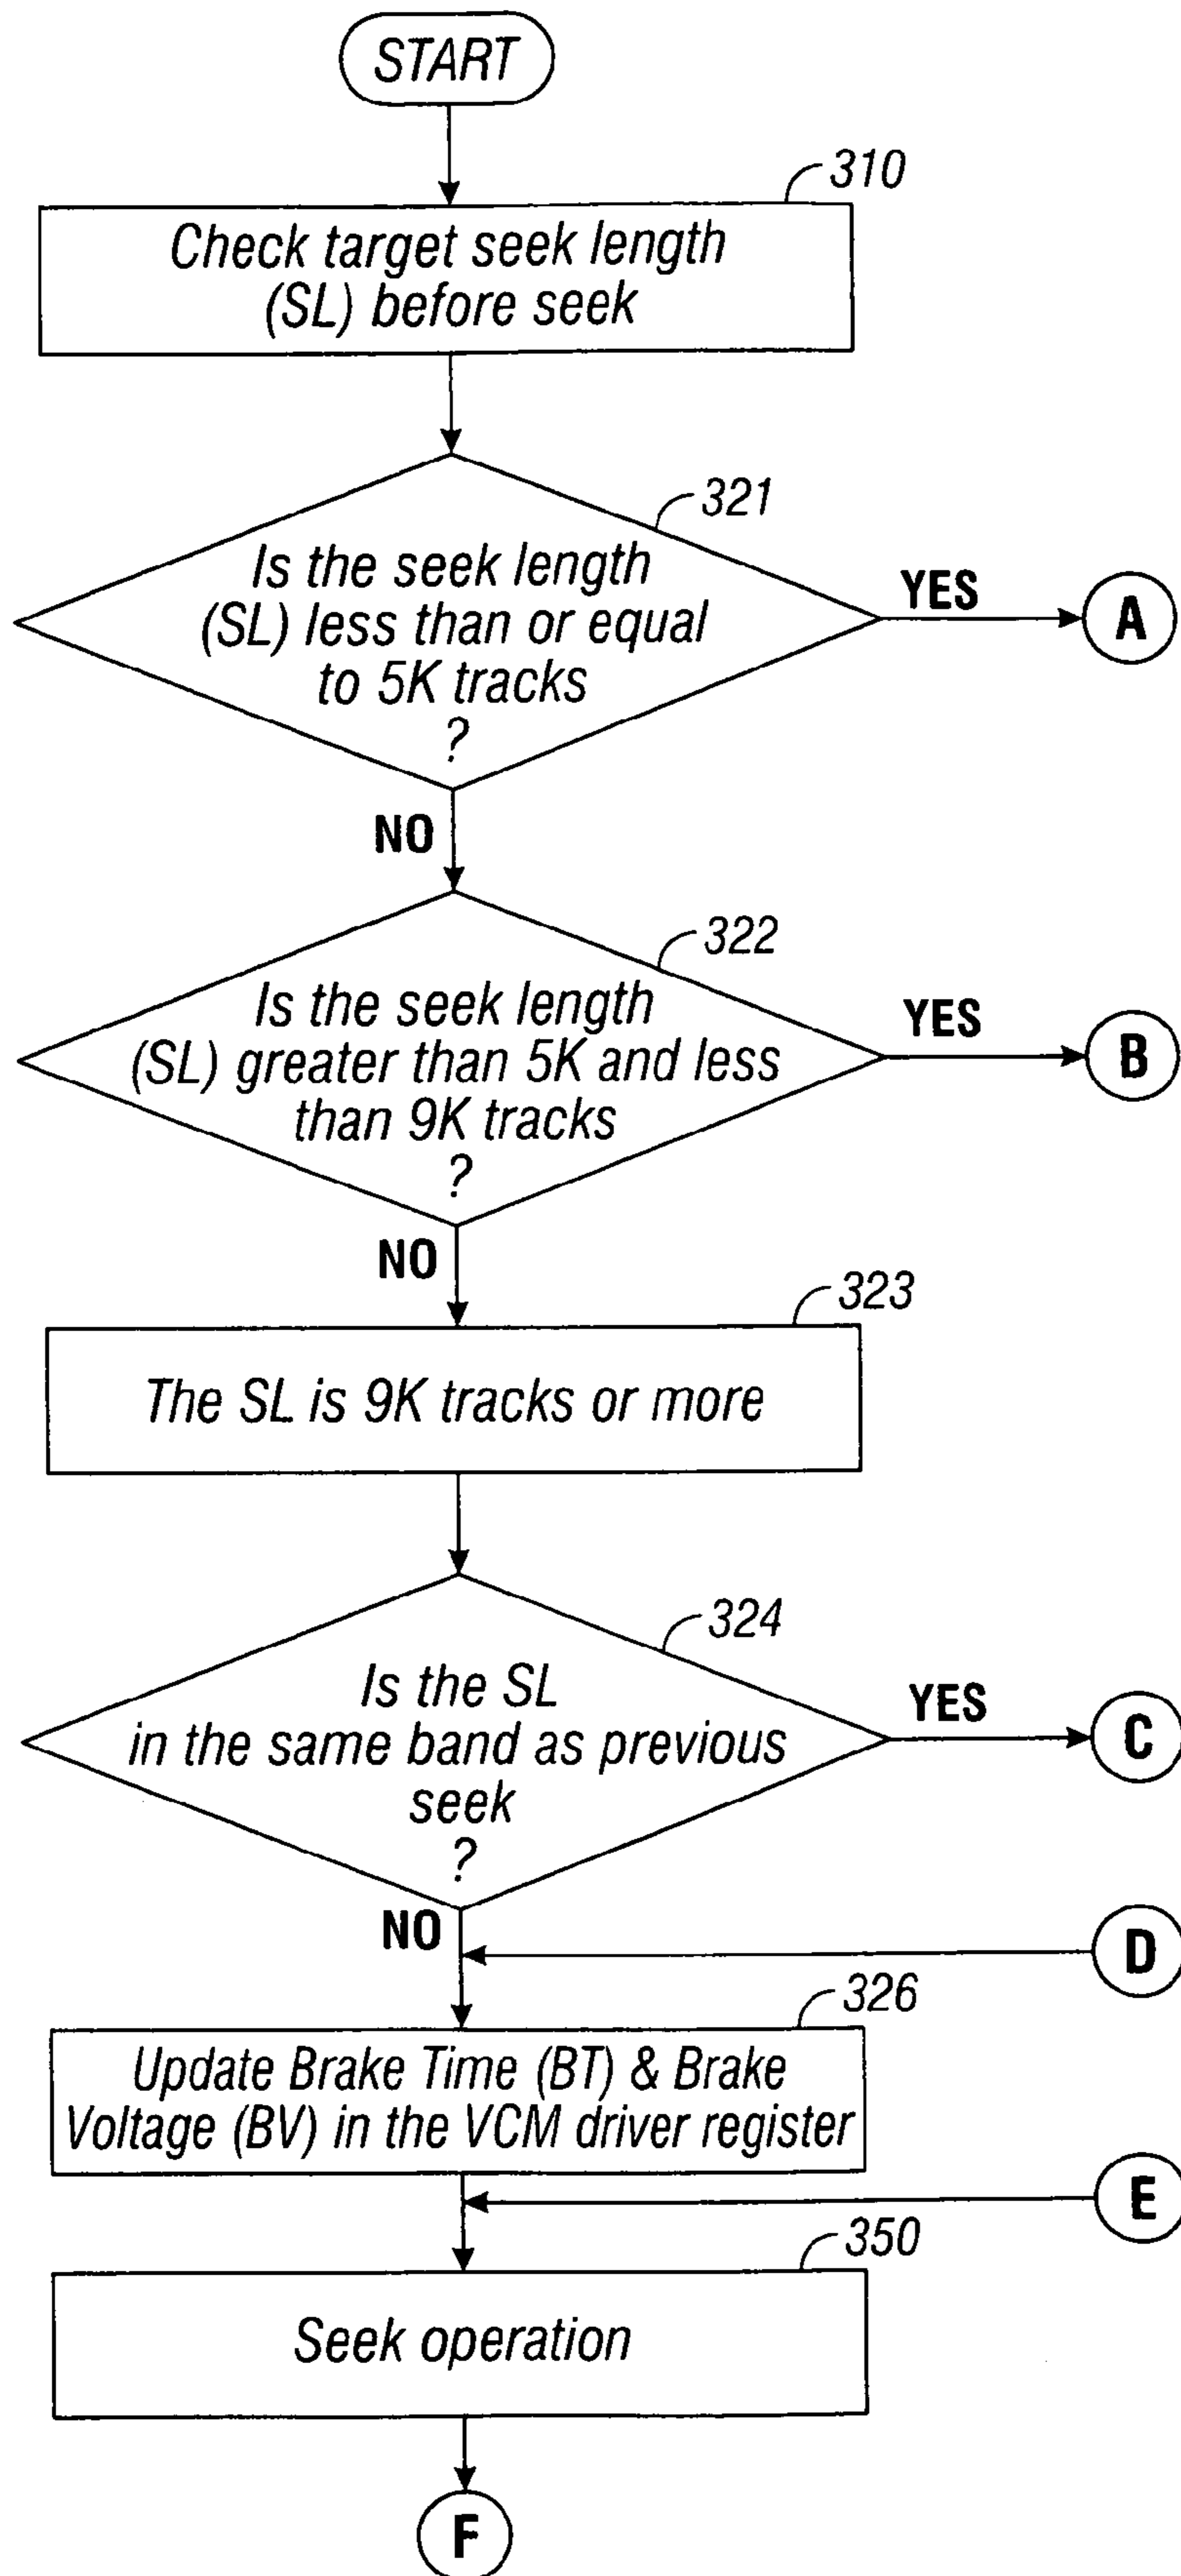 START
310
Check target seek length
(SL) before seek
321
Is the seek length
(SL) less than or equal
to 5K tracks
?
YES
A
NO
322
Is the seek length
(SL) greater than 5K and less
than 9K tracks
?
YES
B
NO
323
The SL is 9K tracks or more
324
Is the SL
in the same band as previous
seek
?
YES
C
NO
D
326
Update Brake Time (BT) & Brake
Voltage (BV) in the VCM driver register
E
350
Seek operation
F